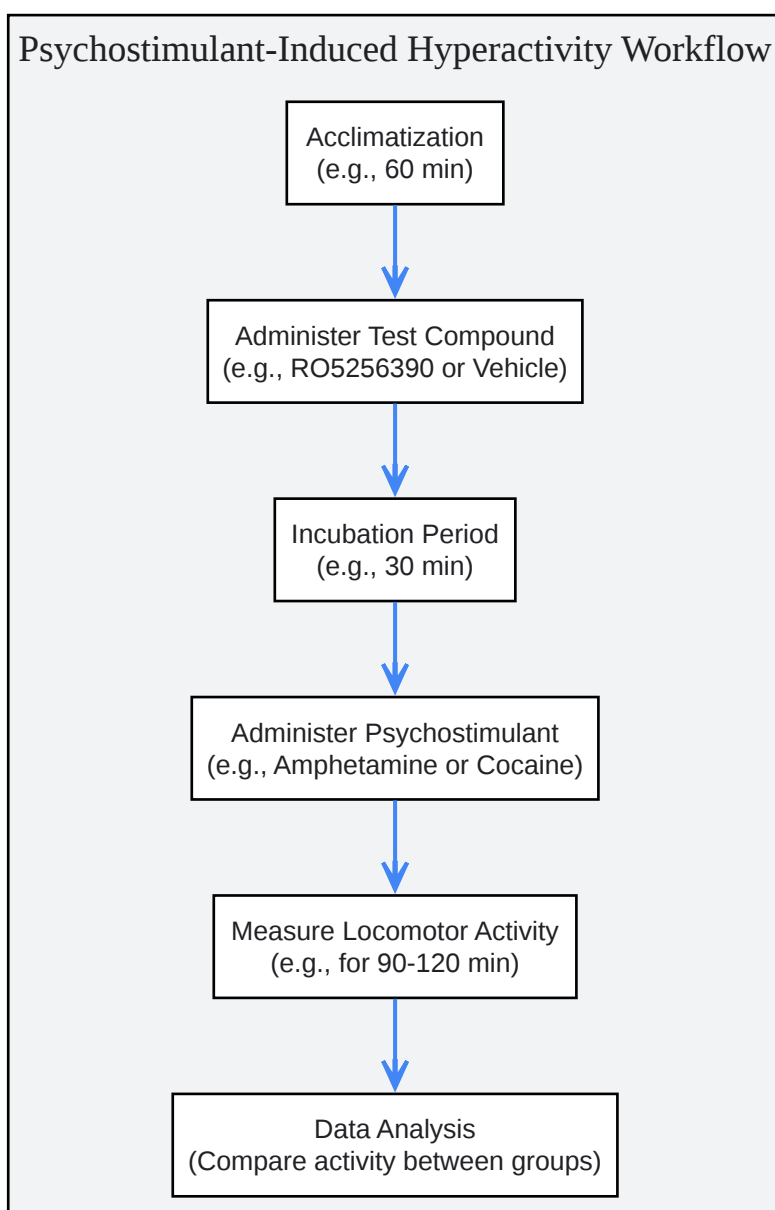 Psychostimulant-Induced Hyperactivity Workflow
Acclimatization
(e.g., 60 min)
Administer Test Compound
(e.g., RO5256390 or Vehicle)
Incubation Period
(e.g., 30 min)
Administer Psychostimulant
(e.g., Amphetamine or Cocaine)
Measure Locomotor Activity
(e.g., for 90-120 min)
Data Analysis
(Compare activity between groups)